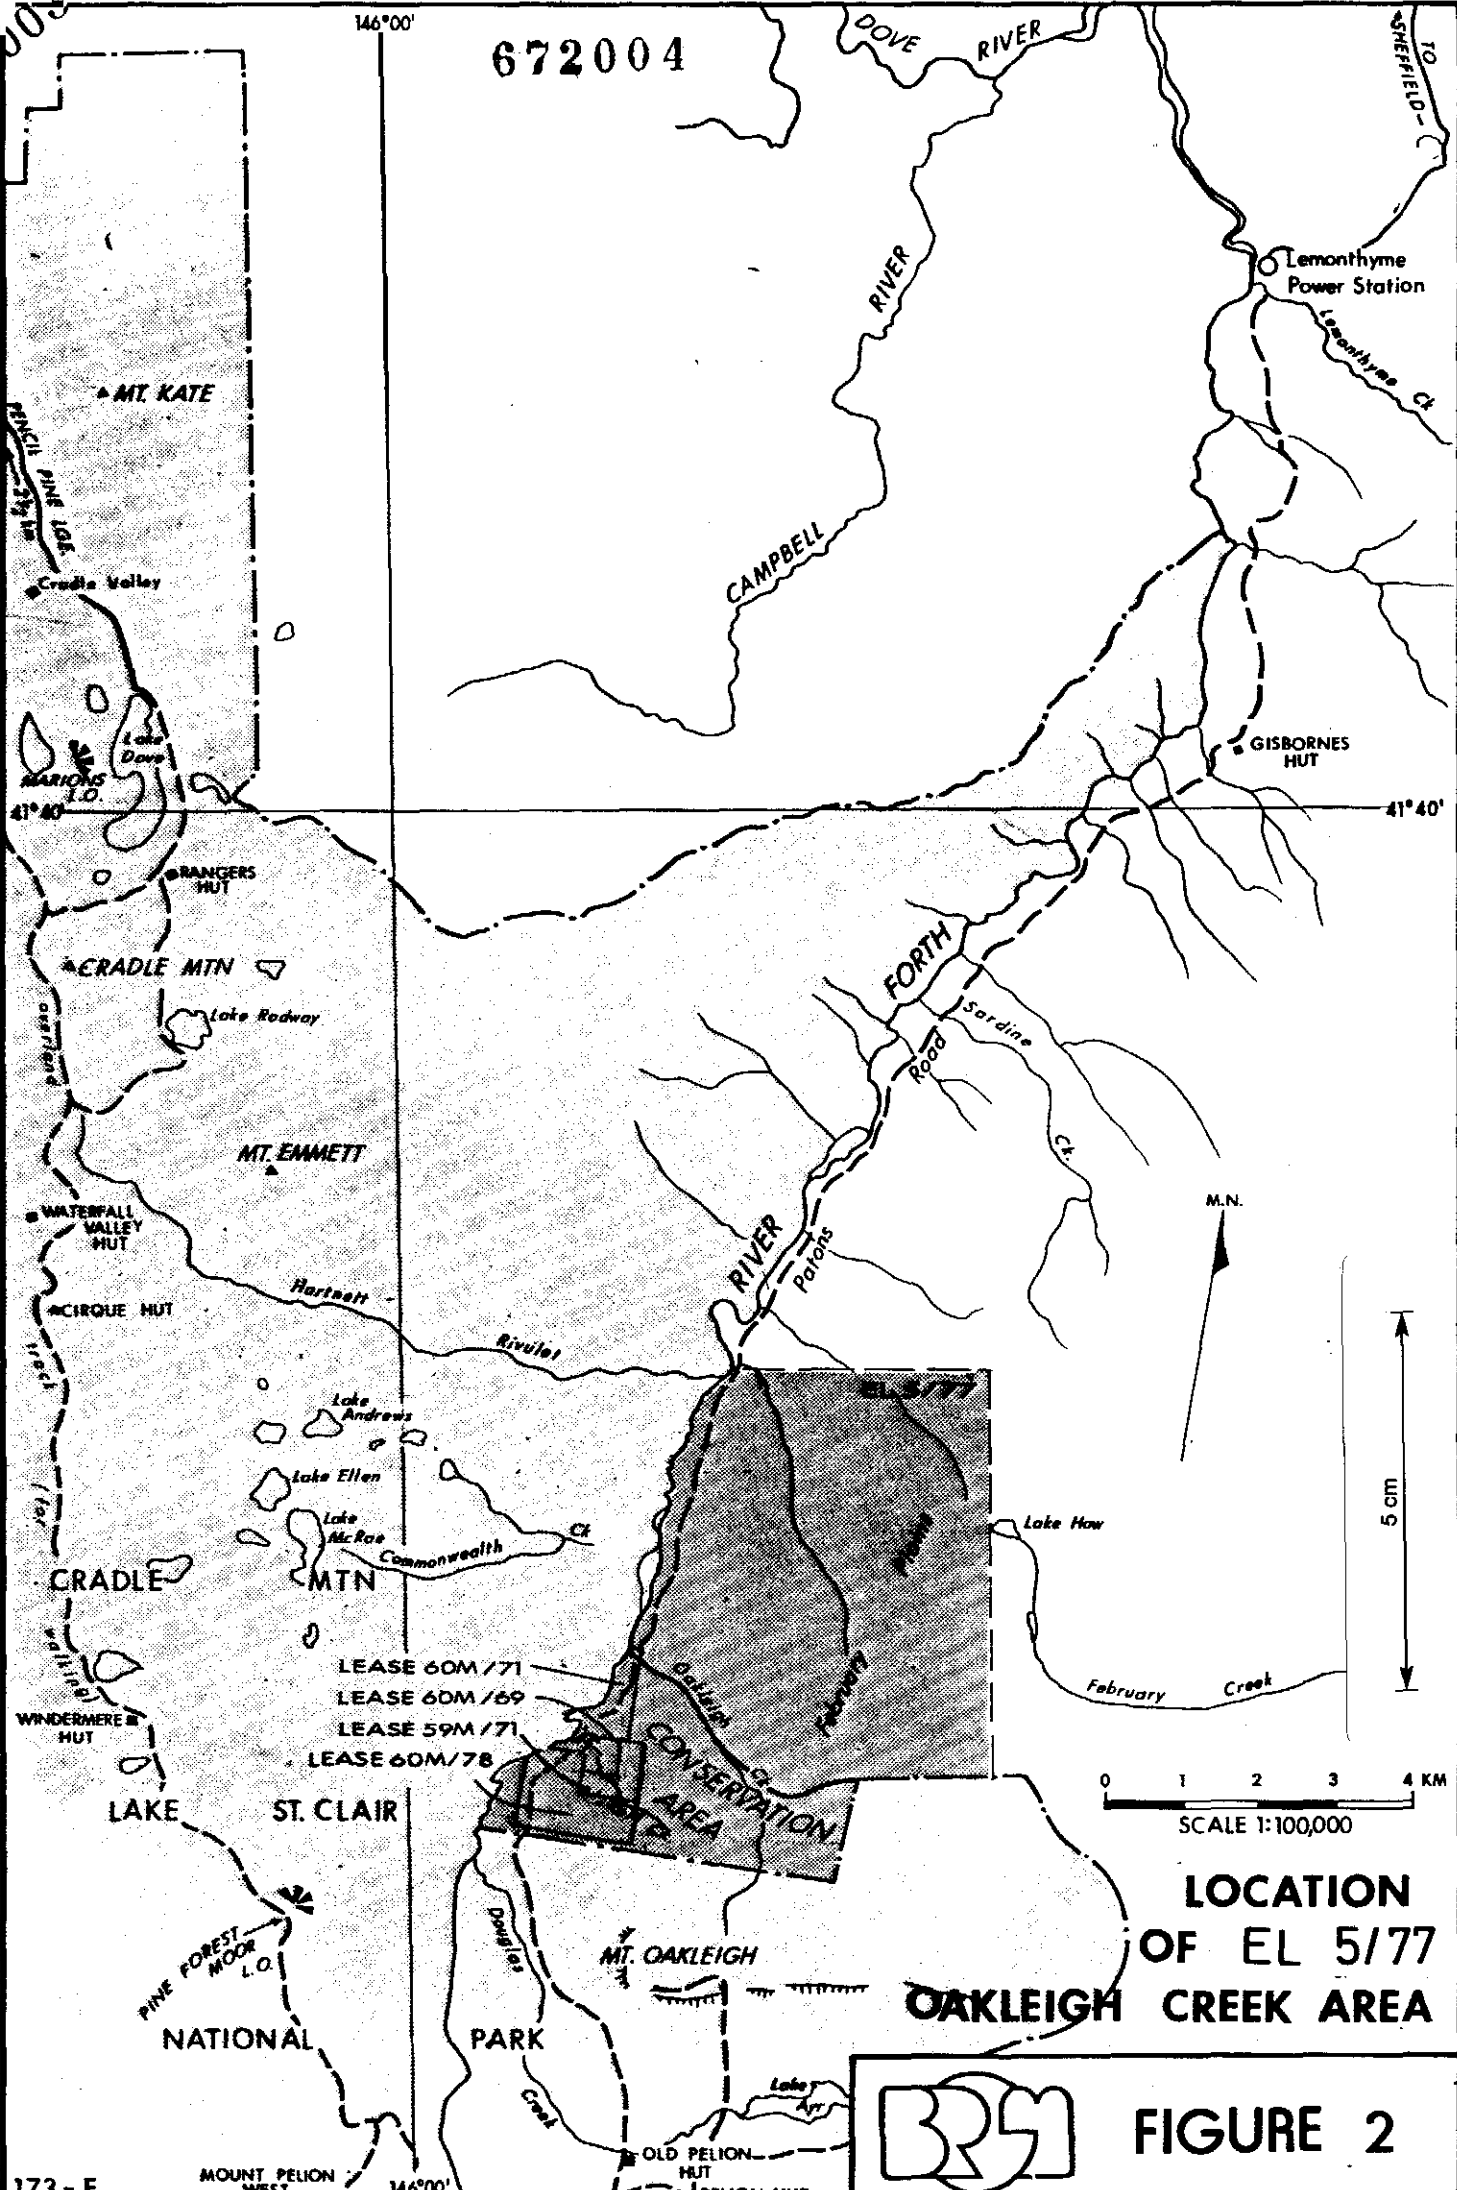 005
146°00'
672004
DOVE RIVER
TO
SHEFFIELD
Lemonthyme
Power Station
Lemonthyme Ck
RIVER
CAMPBELL
MT. KATE
PENCIL PINE LGE.
Cradle Valley
Lake
Dove
MARIONS
L.O.
41°40'
41°40'
GISBORNES
HUT
RANGERS
HUT
CRADLE MTN
Lake Rodway
overland
FORTH
Sardine
Ck.
Road
MT. EMMETT
WATERFALL
VALLEY
HUT
M.N.
RIVER
Patons
Hartnett
Rivulet
CIRQUE HUT
track
EL 5/77
Lake
Andrews
Lake Ellen
Lake
McRae
Commonwealth
Ck
Plains
February
Lake How
5 cm
CRADLE MTN
walking
LEASE 60M/71
LEASE 60M/69
LEASE 59M/71
LEASE 60M/78
Oakleigh
Ck
CONSERVATION
AREA
February Creek
WINDERMERE
HUT
0 1 2 3 4 KM
SCALE 1:100,000
LAKE ST. CLAIR
LOCATION
OF EL 5/77
OAKLEIGH CREEK AREA
PINE FOREST
MOOR
L.O.
Douglas
MT. OAKLEIGH
NATIONAL PARK
Creek
Lake
Ayr
BRSM
FIGURE 2
OLD PELION
HUT
MOUNT PELION
WEST
146°00'